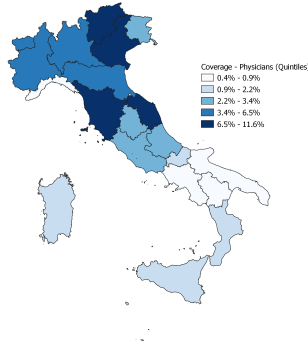 Coverage - Physicians (Quintiles)
0.4% - 0.9%
0.9% - 2.2%
2.2% - 3.4%
3.4% - 6.5%
6.5% - 11.6%